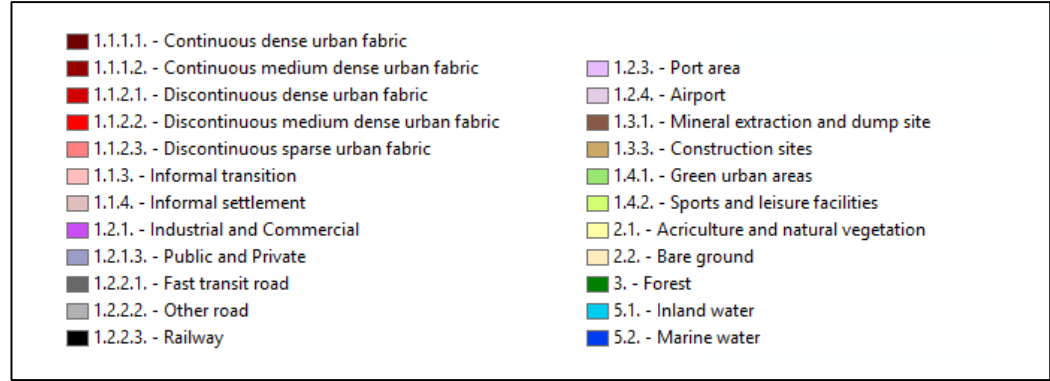 1.1.1.1. - Continuous dense urban fabric
1.1.1.2. - Continuous medium dense urban fabric
1.1.2.1. - Discontinuous dense urban fabric
1.1.2.2. - Discontinuous medium dense urban fabric
1.1.2.3. - Discontinuous sparse urban fabric
1.1.3. - Informal transition
1.1.4. - Informal settlement
1.2.1. - Industrial and Commercial
1.2.1.3. - Public and Private
1.2.2.1. - Fast transit road
1.2.2.2. - Other road
1.2.2.3. - Railway
1.2.3. - Port area
1.2.4. - Airport
1.3.1. - Mineral extraction and dump site
1.3.3. - Construction sites
1.4.1. - Green urban areas
1.4.2. - Sports and leisure facilities
2.1. - Acriculture and natural vegetation
2.2. - Bare ground
3. - Forest
5.1. - Inland water
5.2. - Marine water